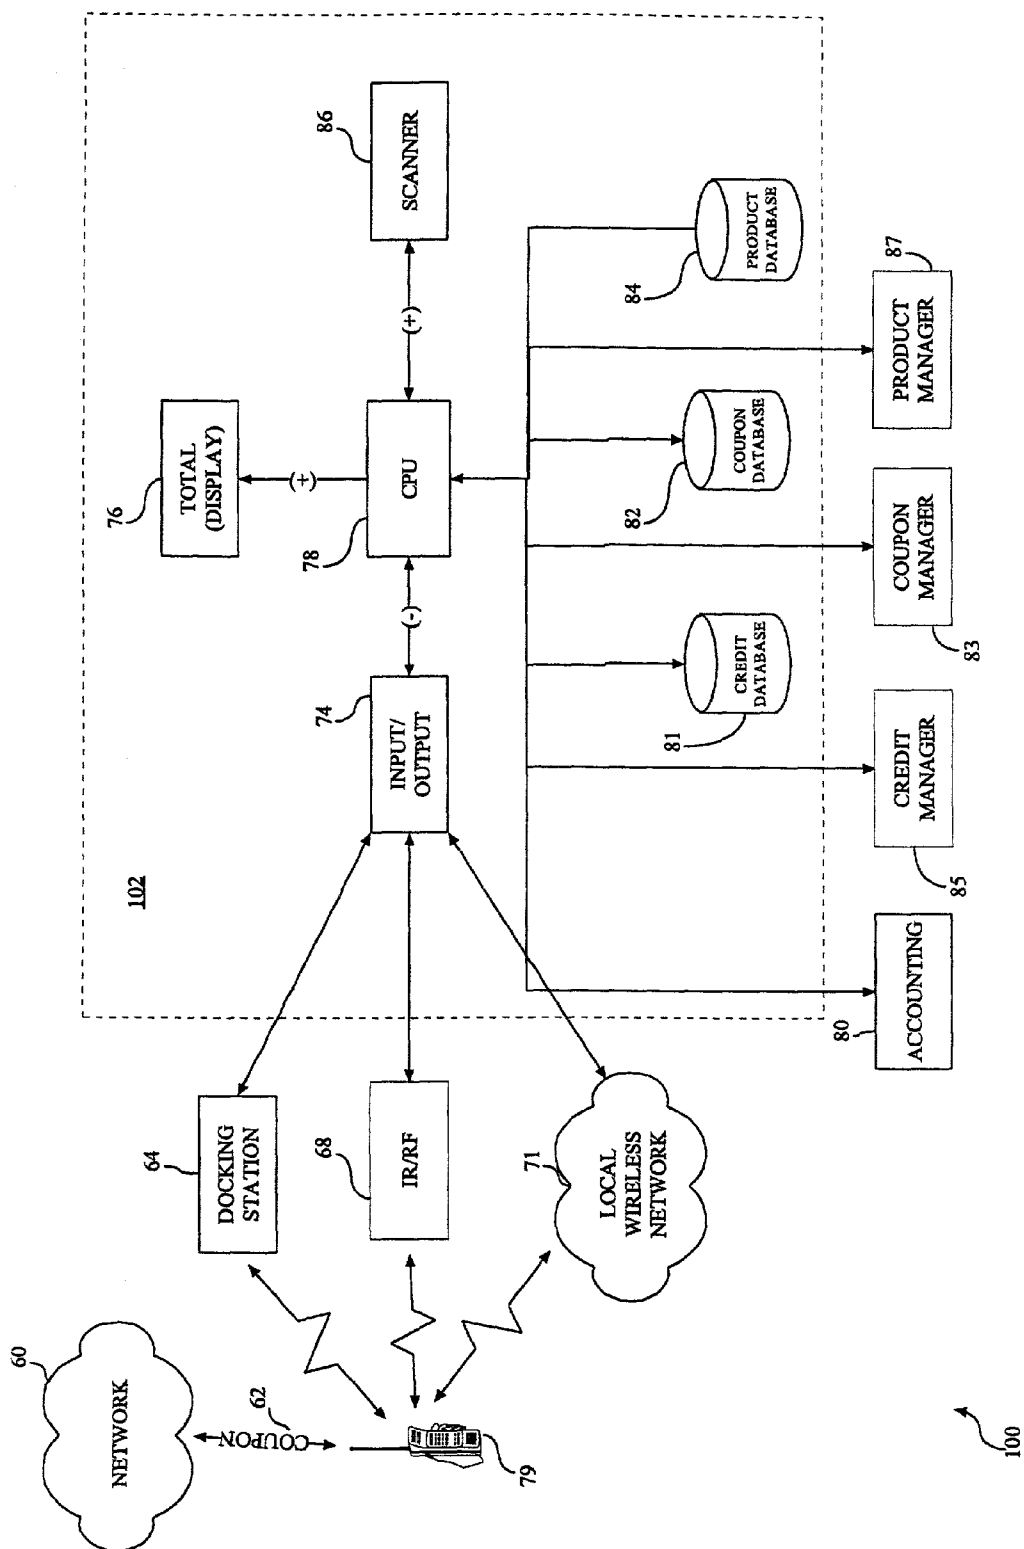 NETWORK
60
COUPON
62
79
100
DOCKING
STATION
64
IR/RF
68
LOCAL
WIRELESS
NETWORK
71
102
INPUT/
OUTPUT
74
(-)
TOTAL
(DISPLAY)
76
(+)
CPU
78
(+)
SCANNER
86
CREDIT
DATABASE
81
COUPON
DATABASE
82
PRODUCT
DATABASE
84
ACCOUNTING
80
CREDIT
MANAGER
85
COUPON
MANAGER
83
PRODUCT
MANAGER
87